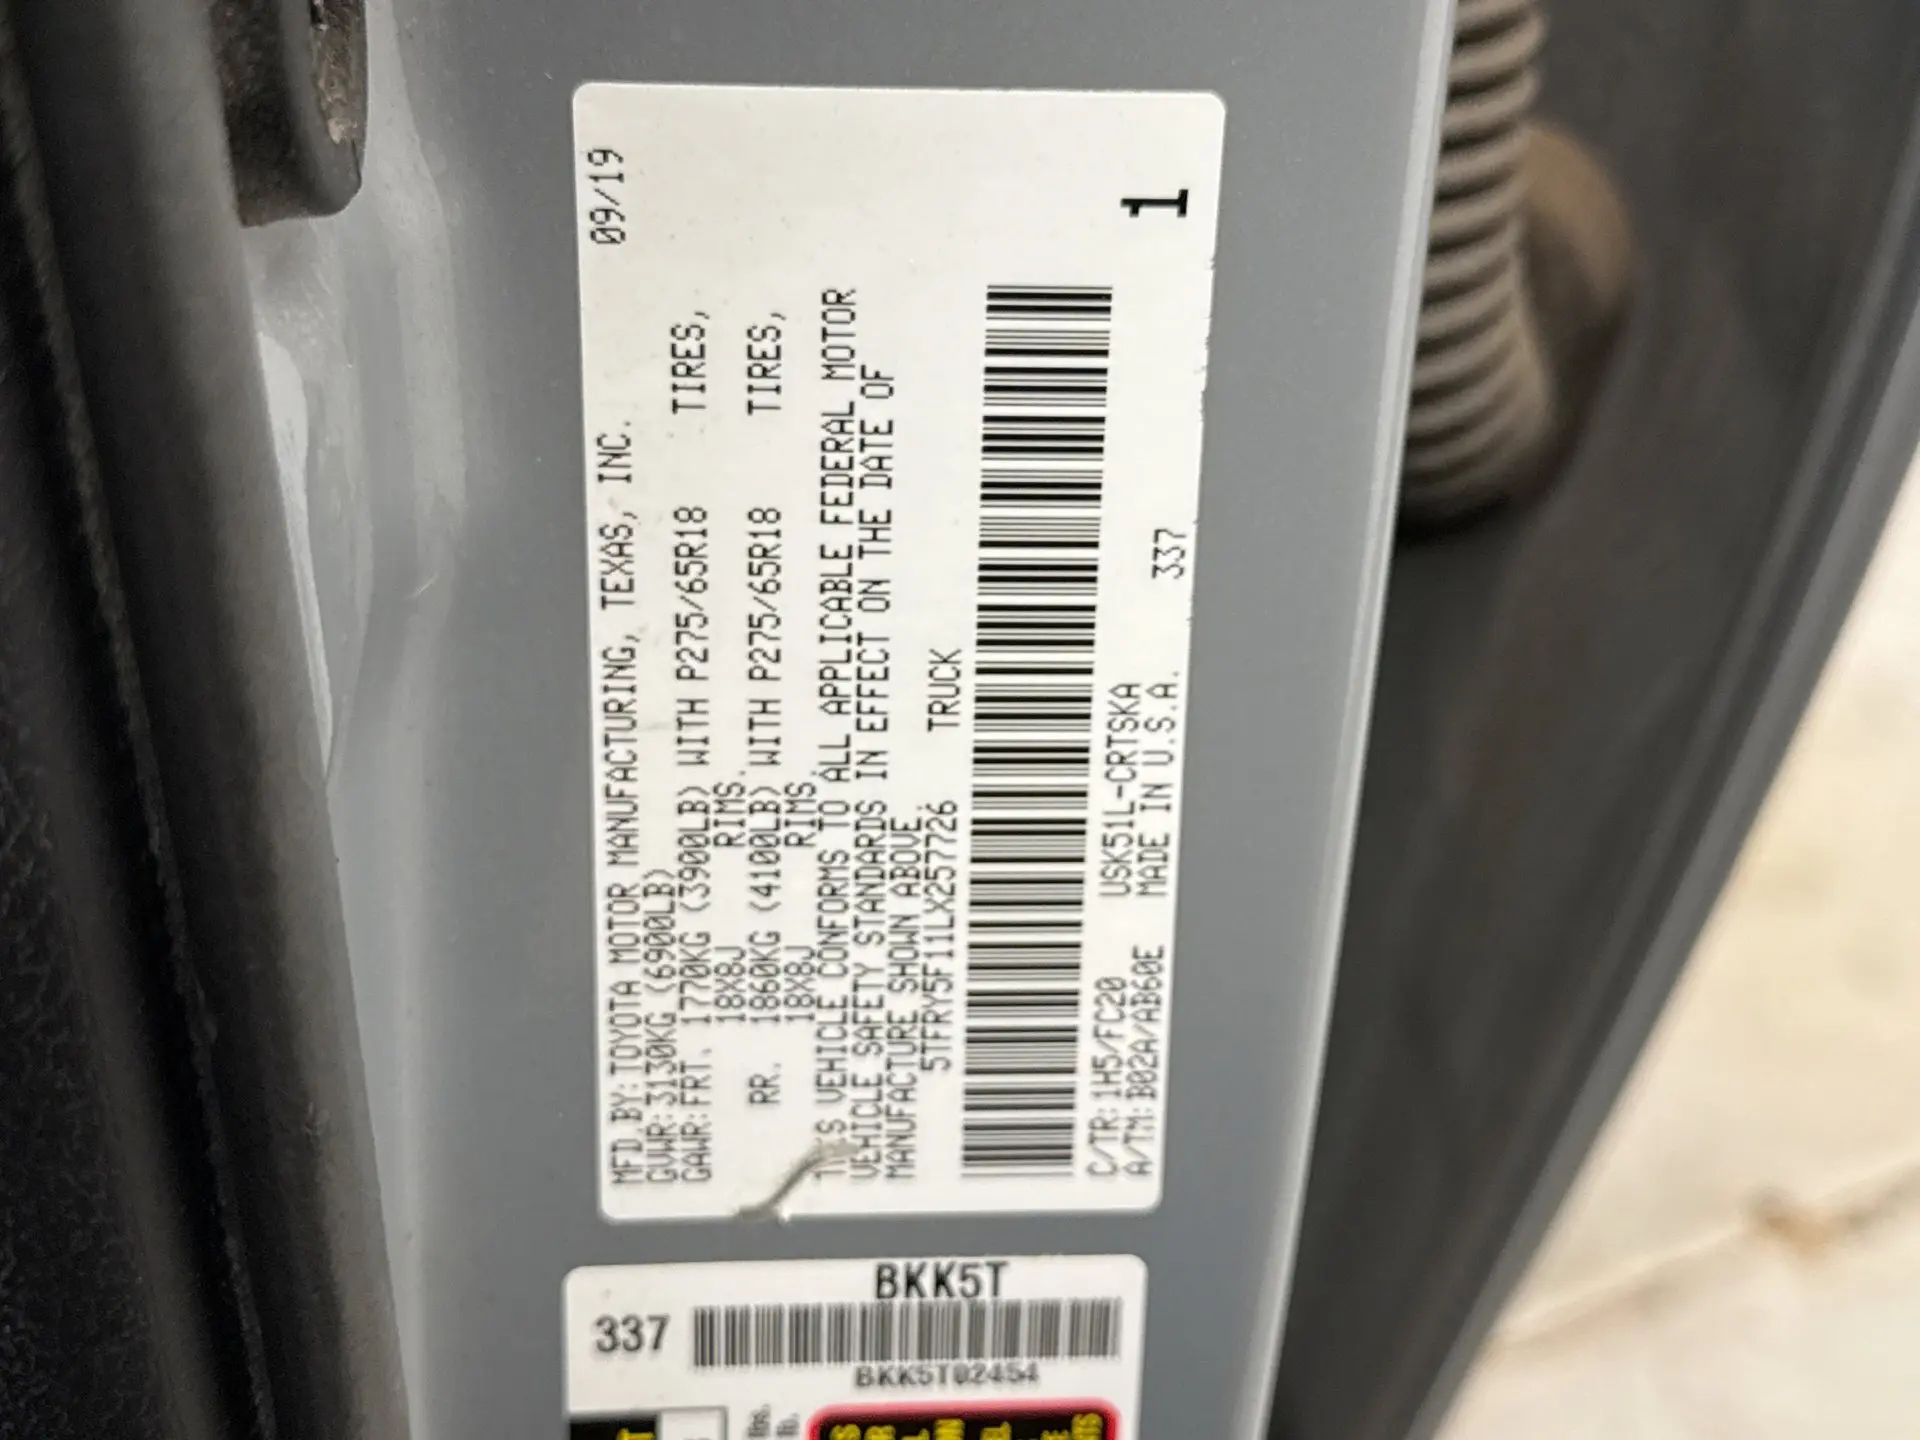 MFD.BY:TOYOTA MOTOR MANUFACTURING, TEXAS, INC. 09/19
GVWR:3130KG (6900LB)
GAWR:FRT. 1770KG (3900LB) WITH P275/65R18 TIRES,
18X8J RIMS.
RR. 1860KG (4100LB) WITH P275/65R18 TIRES,
18X8J RIMS.
VEHICLE CONFORMS TO ALL APPLICABLE FEDERAL MOTOR
VEHICLE SAFETY STANDARDS IN EFFECT ON THE DATE OF
MANUFACTURE SHOWN ABOVE.
5TFRY5F11LX257726 TRUCK
C/TR:1H5/FC20 USK51L-CRTSKA 337
A/TM:B02A/AB60E MADE IN U.S.A.
1
BKK5T
337
BKK5T02454
lbs.
lb.